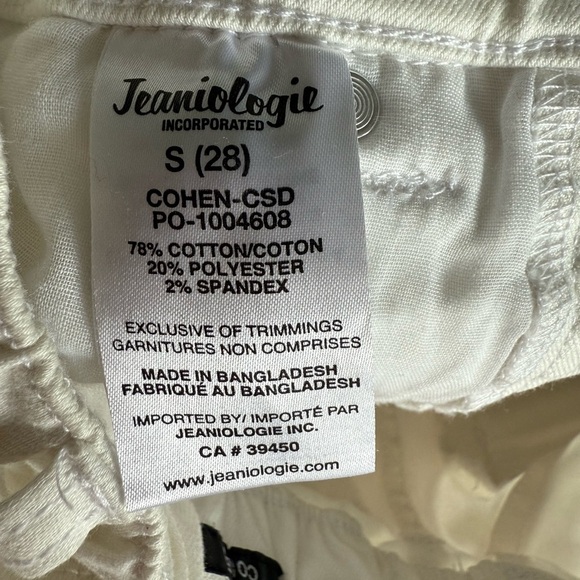 Jeaniologie
INCORPORATED
S (28)
COHEN-CSD
PO-1004608
78% COTTON/COTON
20% POLYESTER
2% SPANDEX
EXCLUSIVE OF TRIMMINGS
GARNITURES NON COMPRISES
MADE IN BANGLADESH
FABRIQUÉ AU BANGLADESH
IMPORTED BY/ IMPORTÉ PAR
JEANIOLOGIE INC.
CA # 39450
www.jeaniologie.com